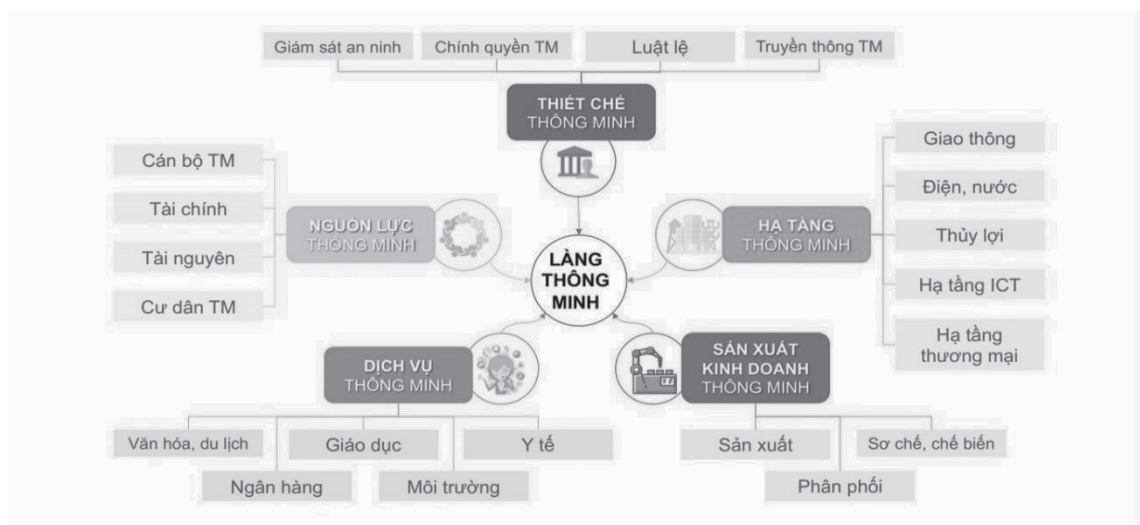 Giám sát an ninh
Chính quyền TM
Luật lệ
Truyền thông TM
THIẾT CHẾ
THÔNG MINH
Cán bộ TM
Tài chính
Tài nguyên
Cư dân TM
NGUỒN LỰC
THÔNG MINH
LÀNG
THÔNG
MINH
HẠ TẦNG
THÔNG MINH
Giao thông
Điện, nước
Thủy lợi
Hạ tầng ICT
Hạ tầng
thương mại
DỊCH VỤ
THÔNG MINH
Văn hóa, du lịch
Giáo dục
Y tế
Ngân hàng
Môi trường
SẢN XUẤT
KINH DOANH
THÔNG MINH
Sản xuất
Sơ chế, chế biến
Phân phối